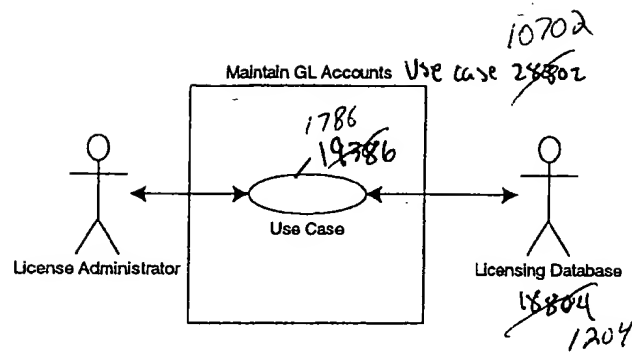 10702
Maintain GL Accounts Use case 28802
1786
19386
Use Case
License Administrator
Licensing Database
18804
1204